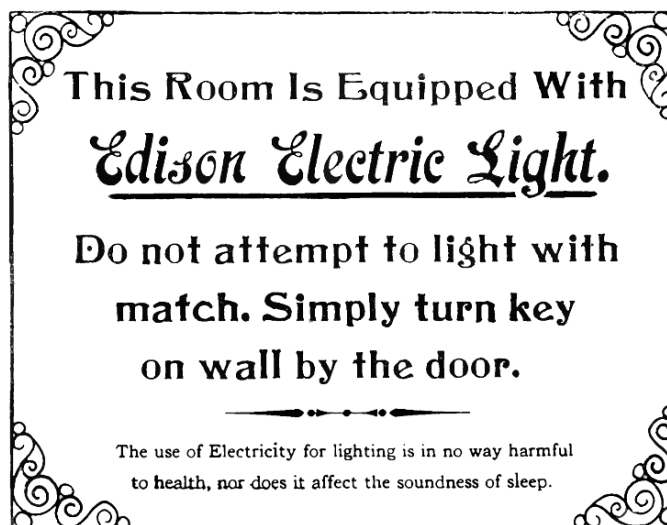 This Room Is Equipped With
Edison Electric Light.
Do not attempt to light with
match. Simply turn key
on wall by the door.
The use of Electricity for lighting is in no way harmful
to health, nor does it affect the soundness of sleep.